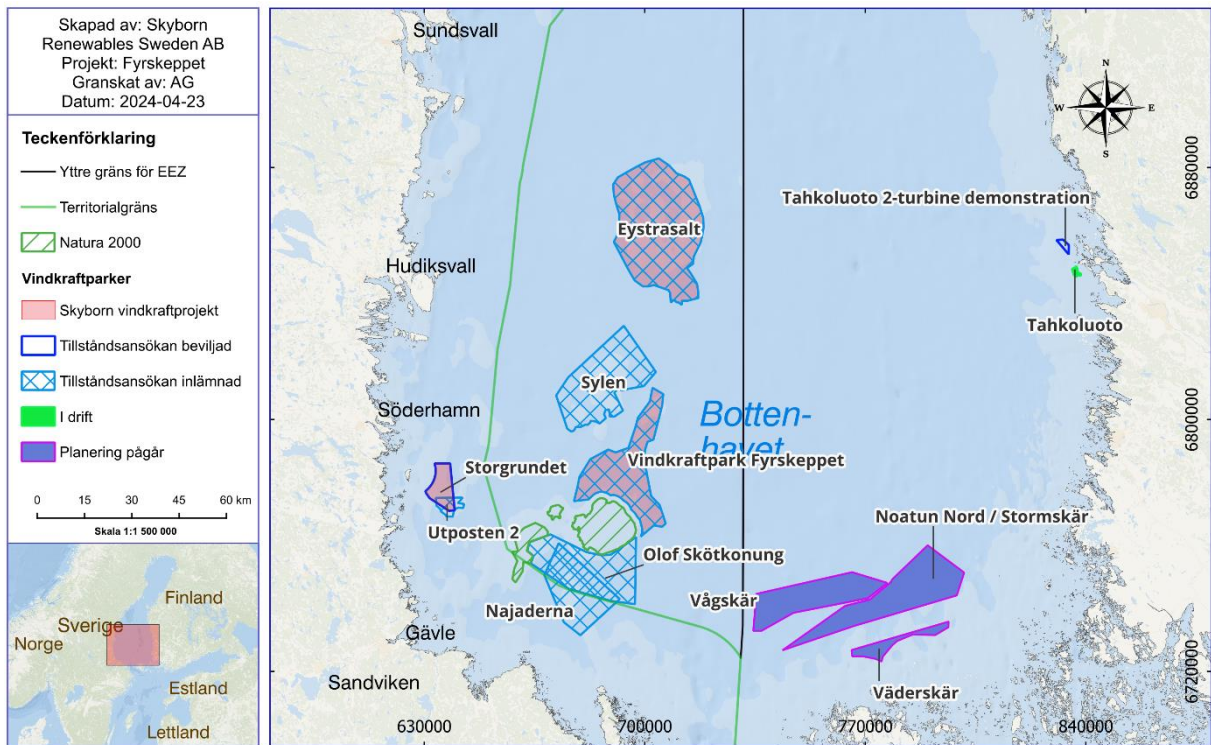 Skapad av: Skyborn
Renewables Sweden AB
Projekt: Fyrskeppet
Granskat av: AG
Datum: 2024-04-23
Teckenförklaring
Yttre gräns för EEZ
Territorialgräns
Natura 2000
Vindkraftparker
Skyborn vindkraftprojekt
Tillståndsansökan beviljad
Tillståndsansökan inlämnad
I drift
Planering pågår
0 15 30 45 60 km
Skala 1:1 500 000
Finland
Sverige
Norge
Estland
Lettland
Sundsvall
N
W E
S
6880000
Tahkoluoto 2-turbine demonstration
Eystrasalt
Hudiksvall
Tahkoluoto
Sylen
Söderhamn
Botten-
havet
6800000
Vindkraftpark Fyrskeppet
Storgrundet
Noatun Nord / Stormskär
Utposten 2
Olof Skötkonung
Vågskär
Najaderna
Gävle
Väderskär
Sandviken
6720000
630000 700000 770000 840000